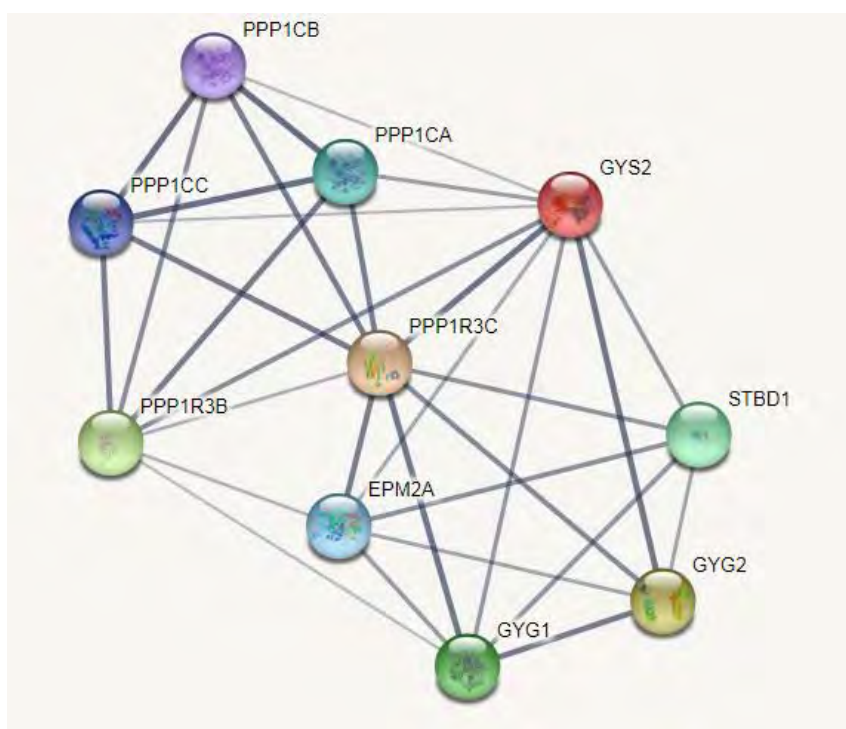 PPP1CB
PPP1CA
GYS2
PPP1CC
PPP1R3C
STBD1
PPP1R3B
EPM2A
GYG2
GYG1